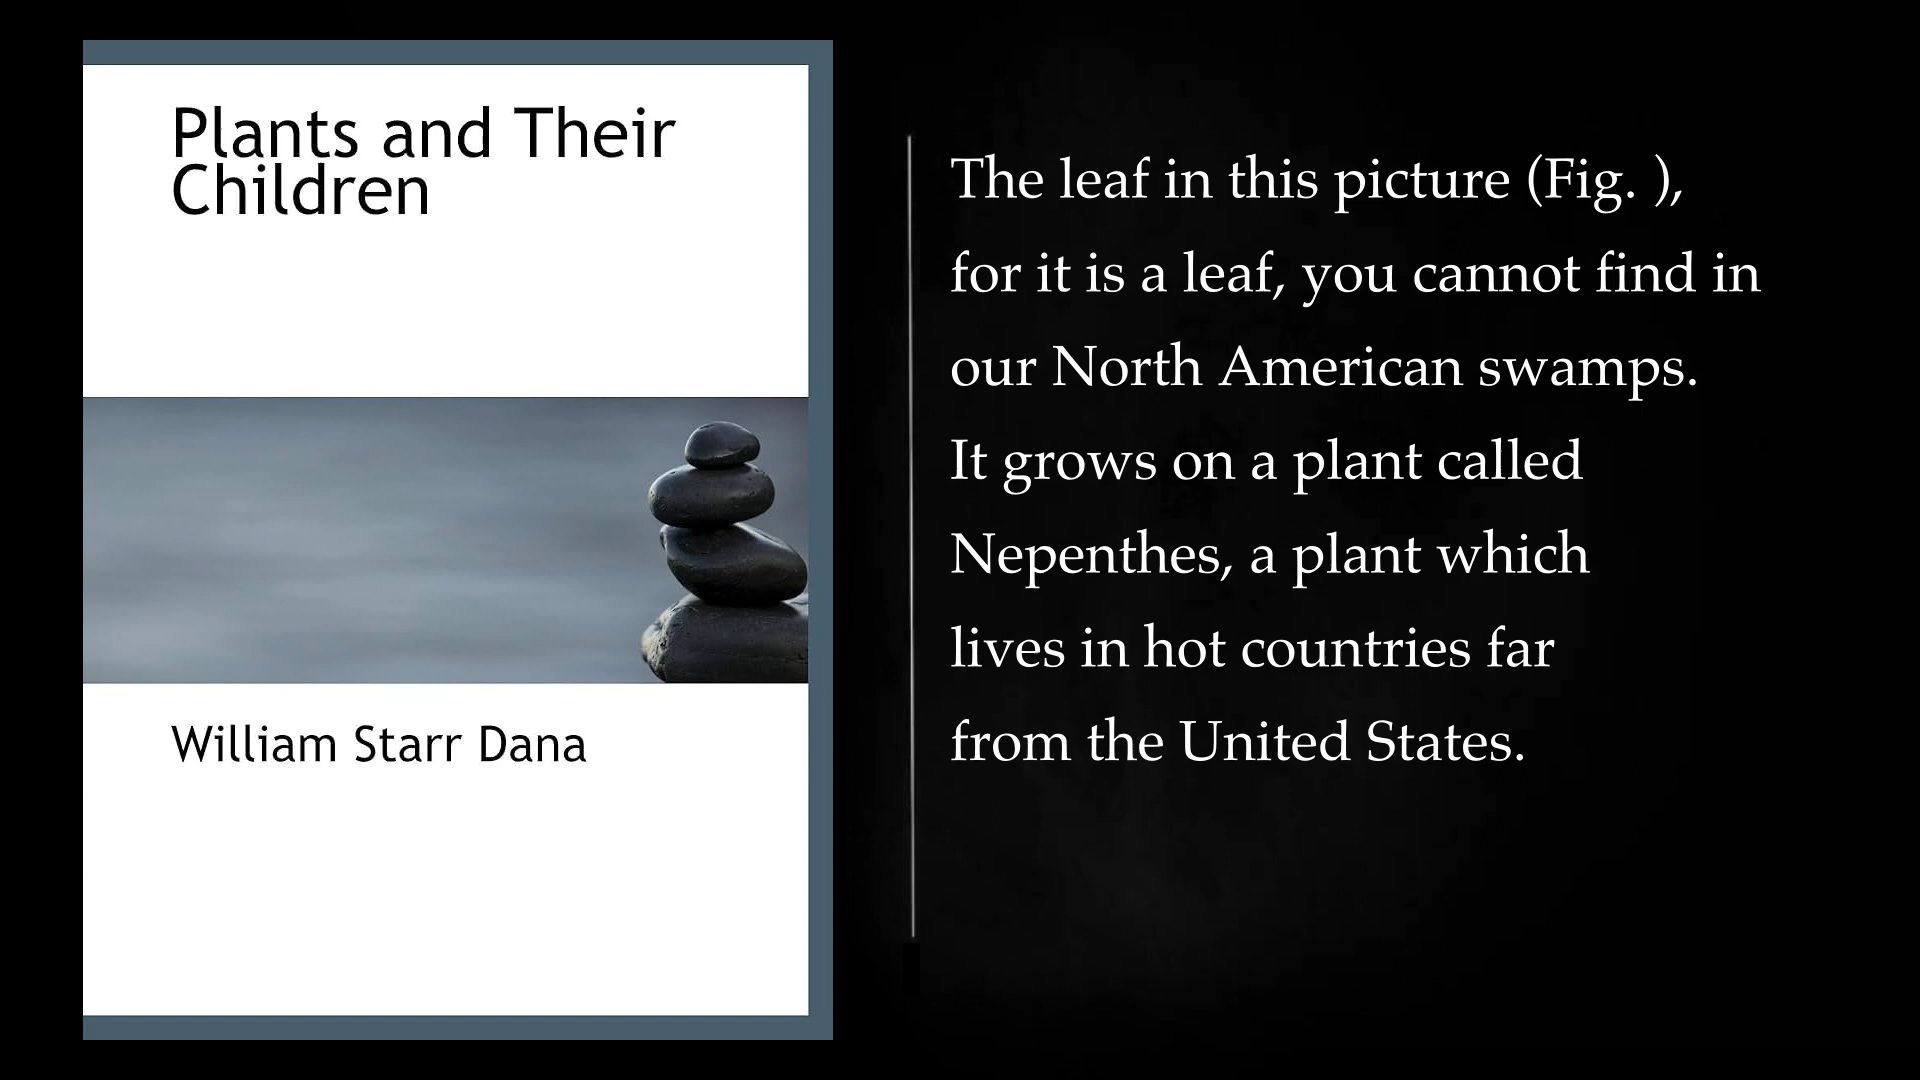 Plants and Their
Children
William Starr Dana
The leaf in this picture (Fig. ),
for it is a leaf, you cannot find in
our North American swamps.
It grows on a plant called
Nepenthes, a plant which
lives in hot countries far
from the United States.